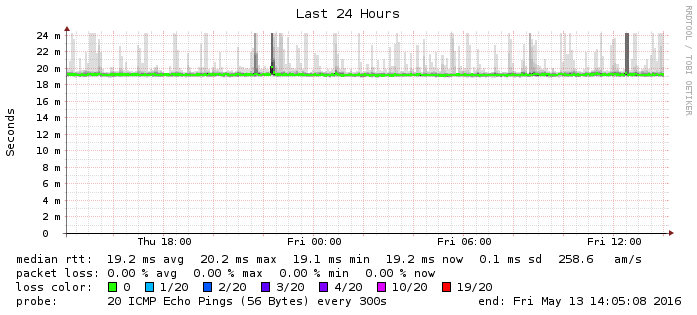 Last 24 Hours
RRDTOOL / TOBI OETIKER
Seconds
24 m
22 m
20 m
18 m
16 m
14 m
12 m
10 m
8 m
6 m
4 m
2 m
0
Thu 18:00 Fri 00:00 Fri 06:00 Fri 12:00
median rtt: 19.2 ms avg 20.2 ms max 19.1 ms min 19.2 ms now 0.1 ms sd 258.6 am/s
packet loss: 0.00 % avg 0.00 % max 0.00 % min 0.00 % now
loss color: 0 1/20 2/20 3/20 4/20 10/20 19/20
probe: 20 ICMP Echo Pings (56 Bytes) every 300s end: Fri May 13 14:05:08 2016